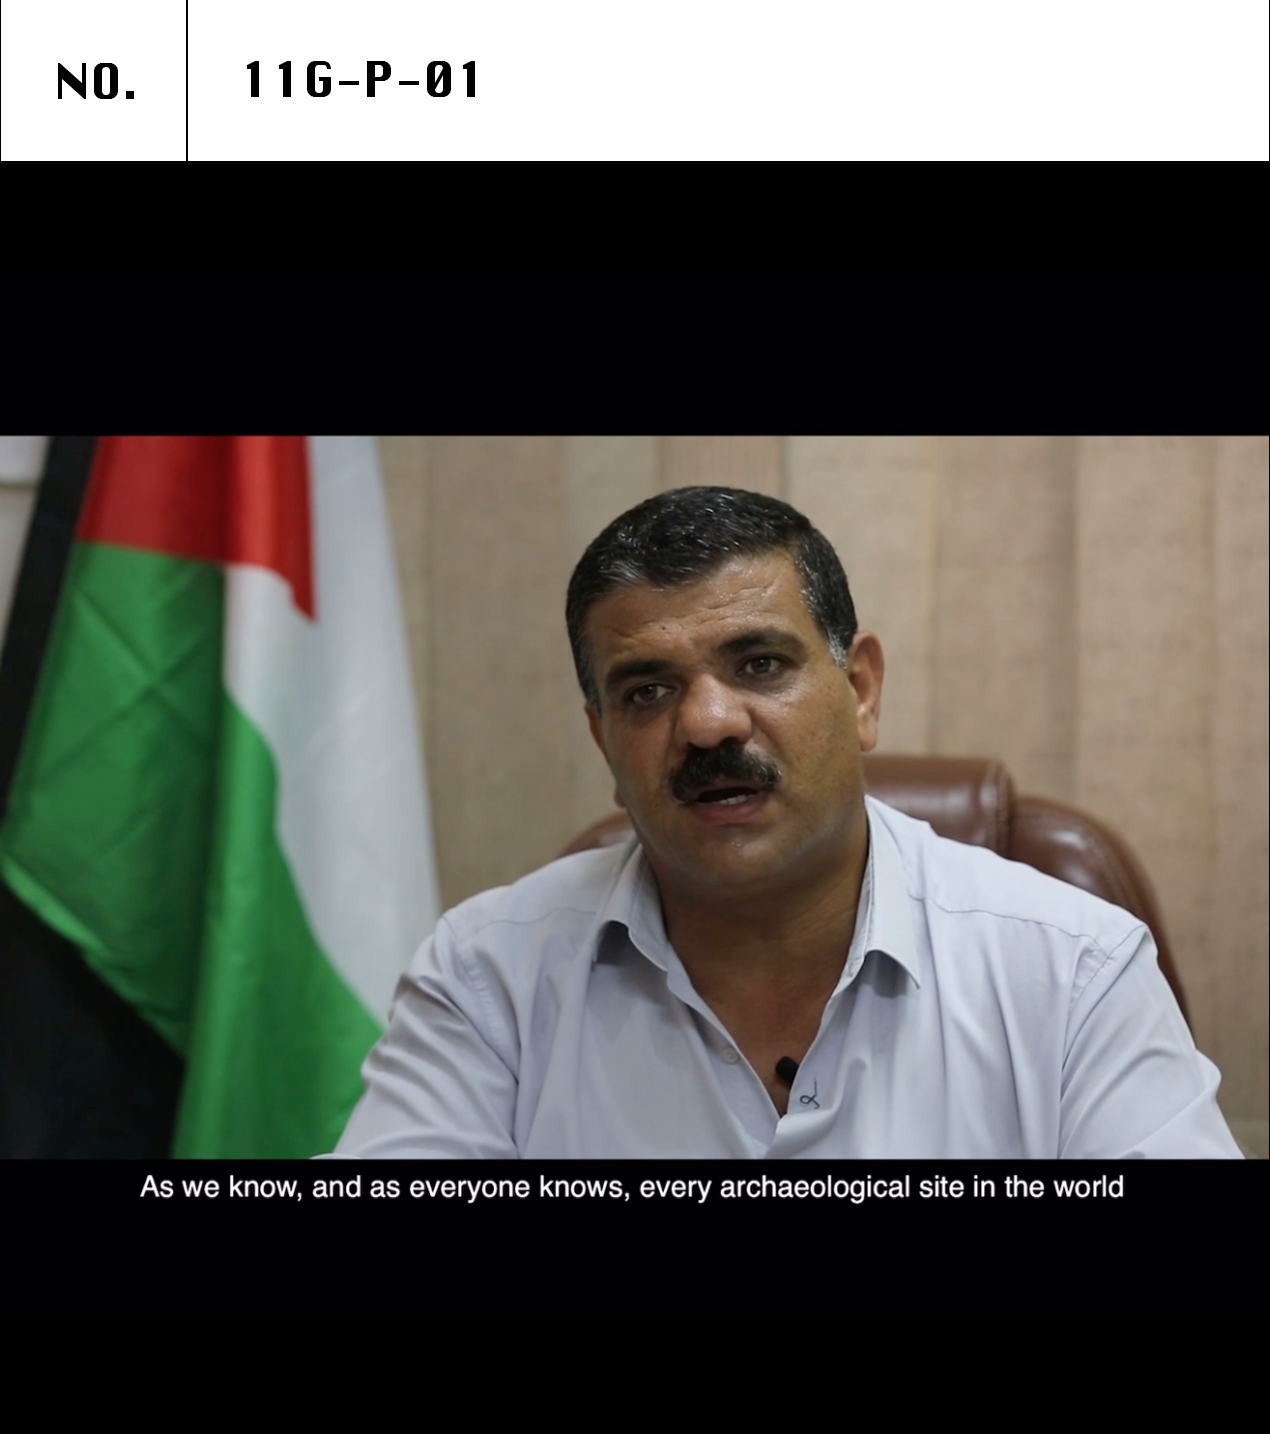 NO. 11G-P-01
As we know, and as everyone knows, every archaeological site in the world